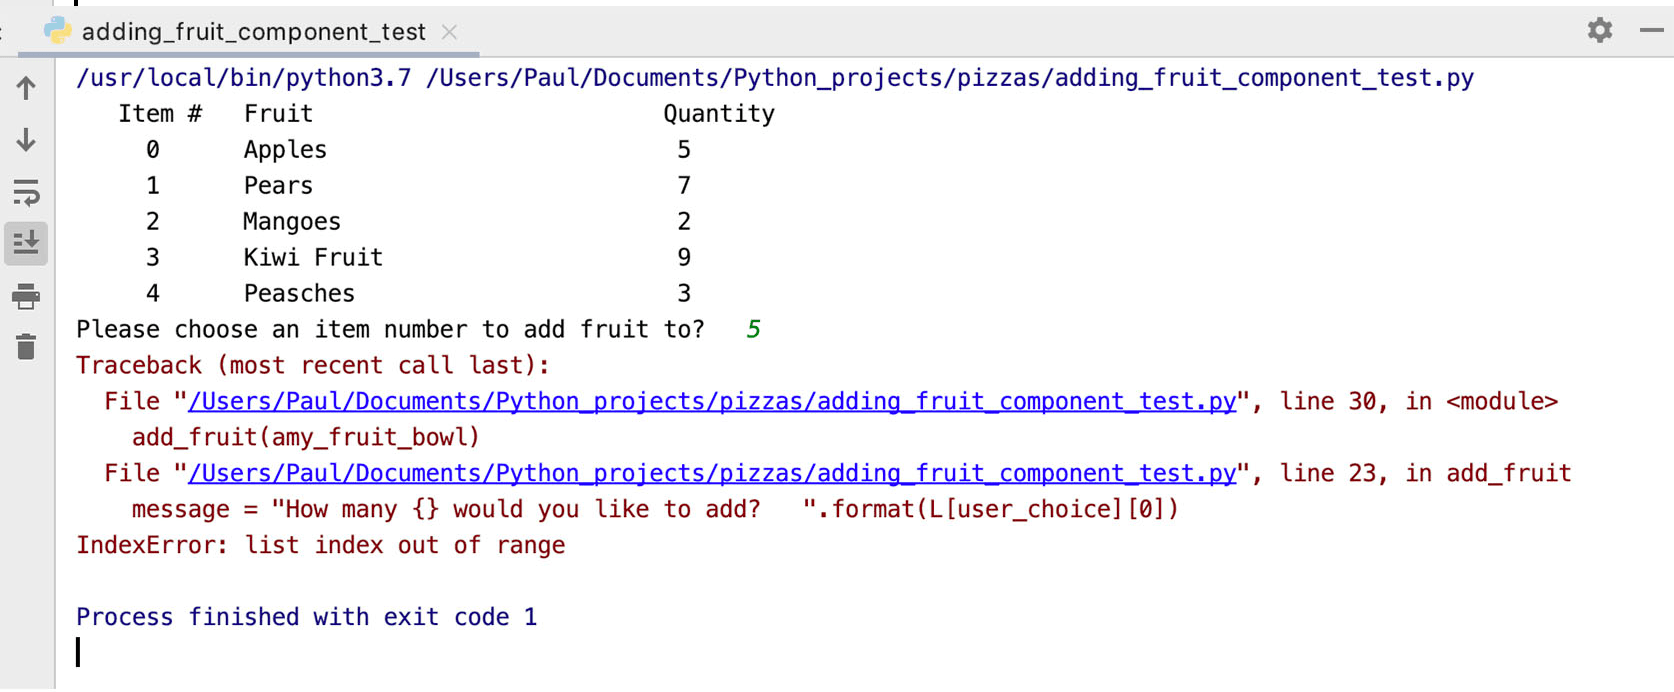 adding_fruit_component_test
/usr/local/bin/python3.7 /Users/Paul/Documents/Python_projects/pizzas/adding_fruit_component_test.py
Item # Fruit Quantity
0 Apples 5
1 Pears 7
2 Mangoes 2
3 Kiwi Fruit 9
4 Peasches 3
Please choose an item number to add fruit to? 5
Traceback (most recent call last):
File "/Users/Paul/Documents/Python_projects/pizzas/adding_fruit_component_test.py", line 30, in <module>
add_fruit(amy_fruit_bowl)
File "/Users/Paul/Documents/Python_projects/pizzas/adding_fruit_component_test.py", line 23, in add_fruit
message = "How many {} would you like to add?   ".format(L[user_choice][0])
IndexError: list index out of range
Process finished with exit code 1